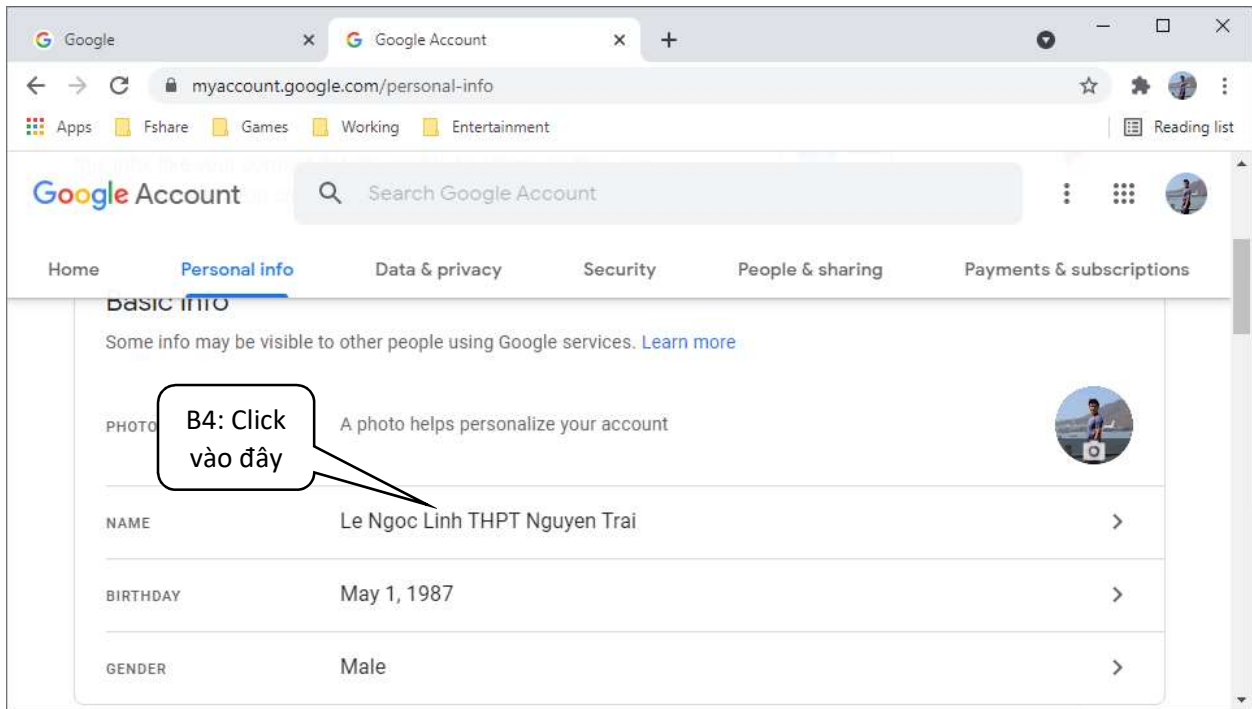 Google
Google Account
myaccount.google.com/personal-info
Apps Fshare Games Working Entertainment Reading list
Google Account Search Google Account
Home Personal info Data & privacy Security People & sharing Payments & subscriptions
Basic info
Some info may be visible to other people using Google services. Learn more
PHOTO A photo helps personalize your account
B4: Click
vào đây
NAME Le Ngoc Linh THPT Nguyen Trai
BIRTHDAY May 1, 1987
GENDER Male